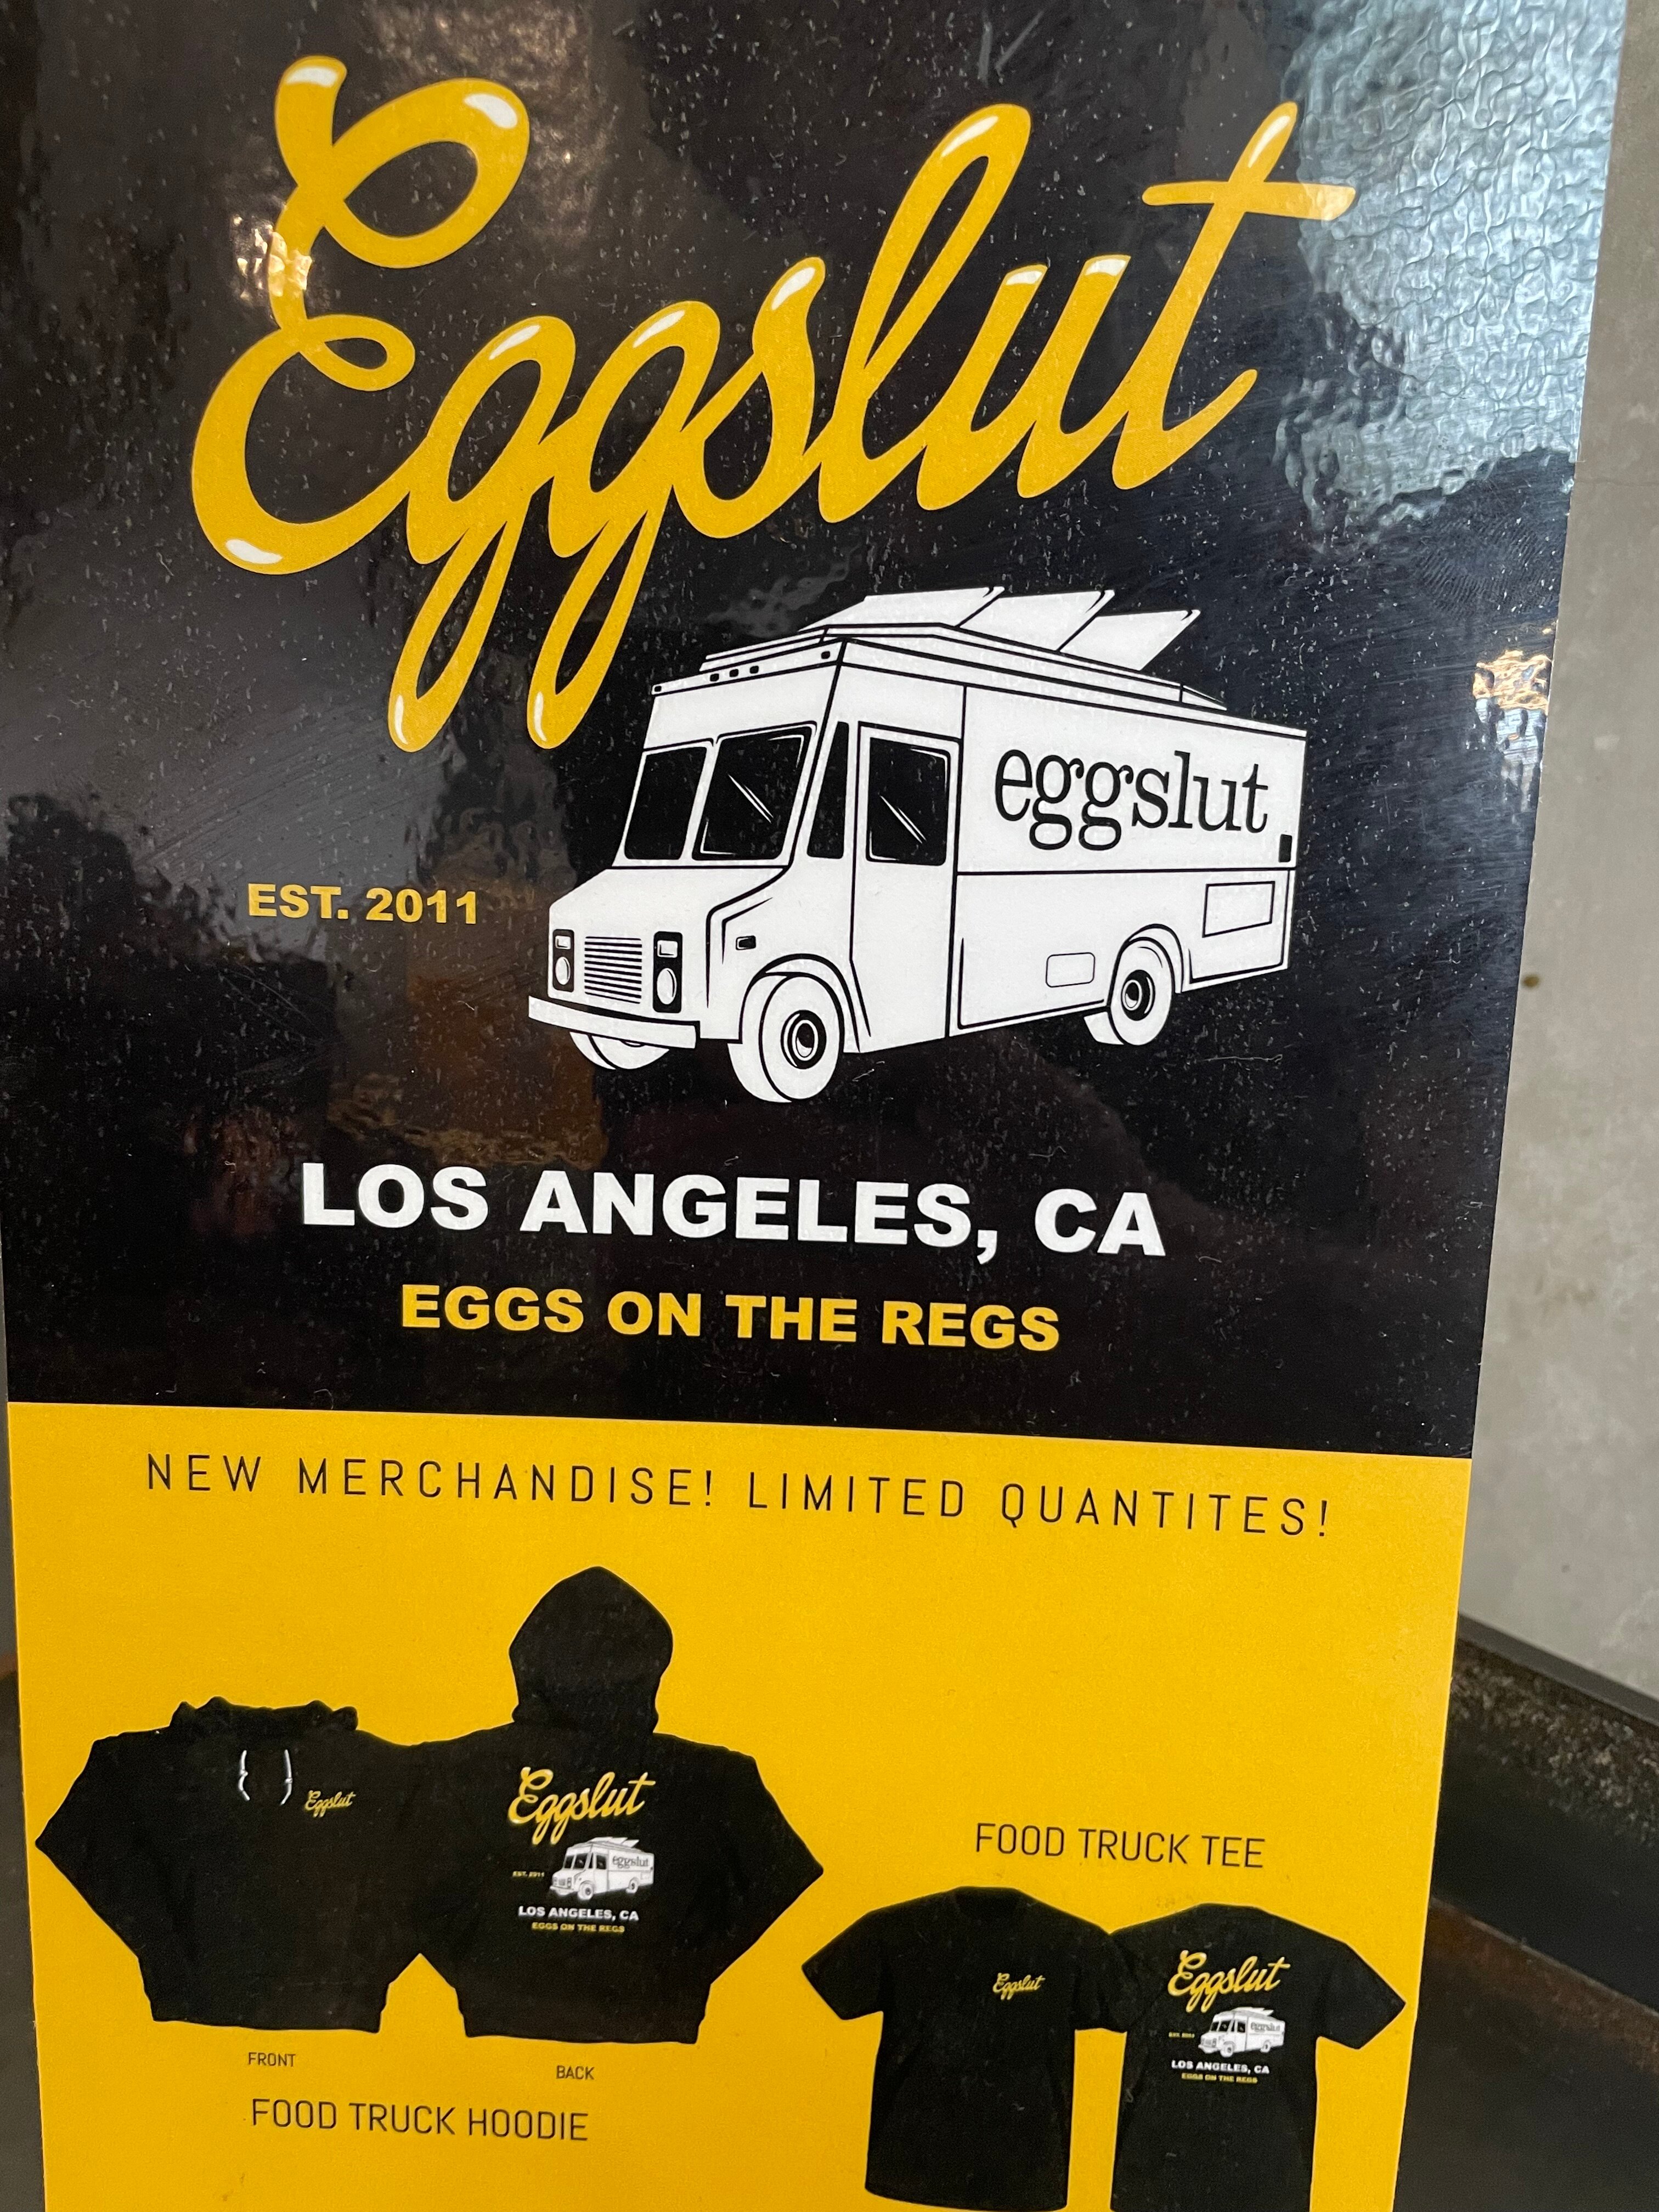 Eggslut
eggslut
EST. 2011
LOS ANGELES, CA
EGGS ON THE REGS
NEW MERCHANDISE! LIMITED QUANTITES!
Eggslut
Eggslut
EST. 2011
eggslut
LOS ANGELES, CA
EGGS ON THE REGS
FRONT
BACK
FOOD TRUCK HOODIE
FOOD TRUCK TEE
Eggslut
Eggslut
EST. 2011
eggslut
LOS ANGELES, CA
EGGS ON THE REGS